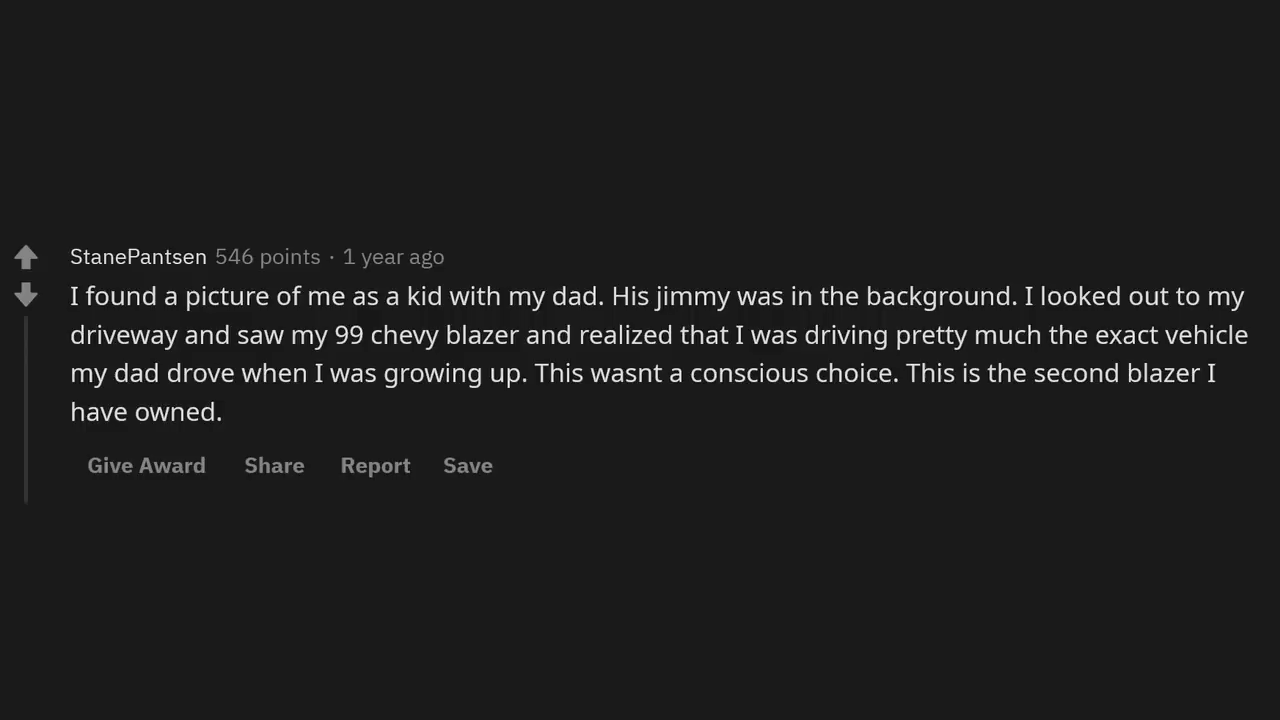 StanePantsen 546 points · 1 year ago
I found a picture of me as a kid with my dad. His jimmy was in the background. I looked out to my
driveway and saw my 99 chevy blazer and realized that I was driving pretty much the exact vehicle
my dad drove when I was growing up. This wasnt a conscious choice. This is the second blazer I
have owned.
Give Award Share Report Save